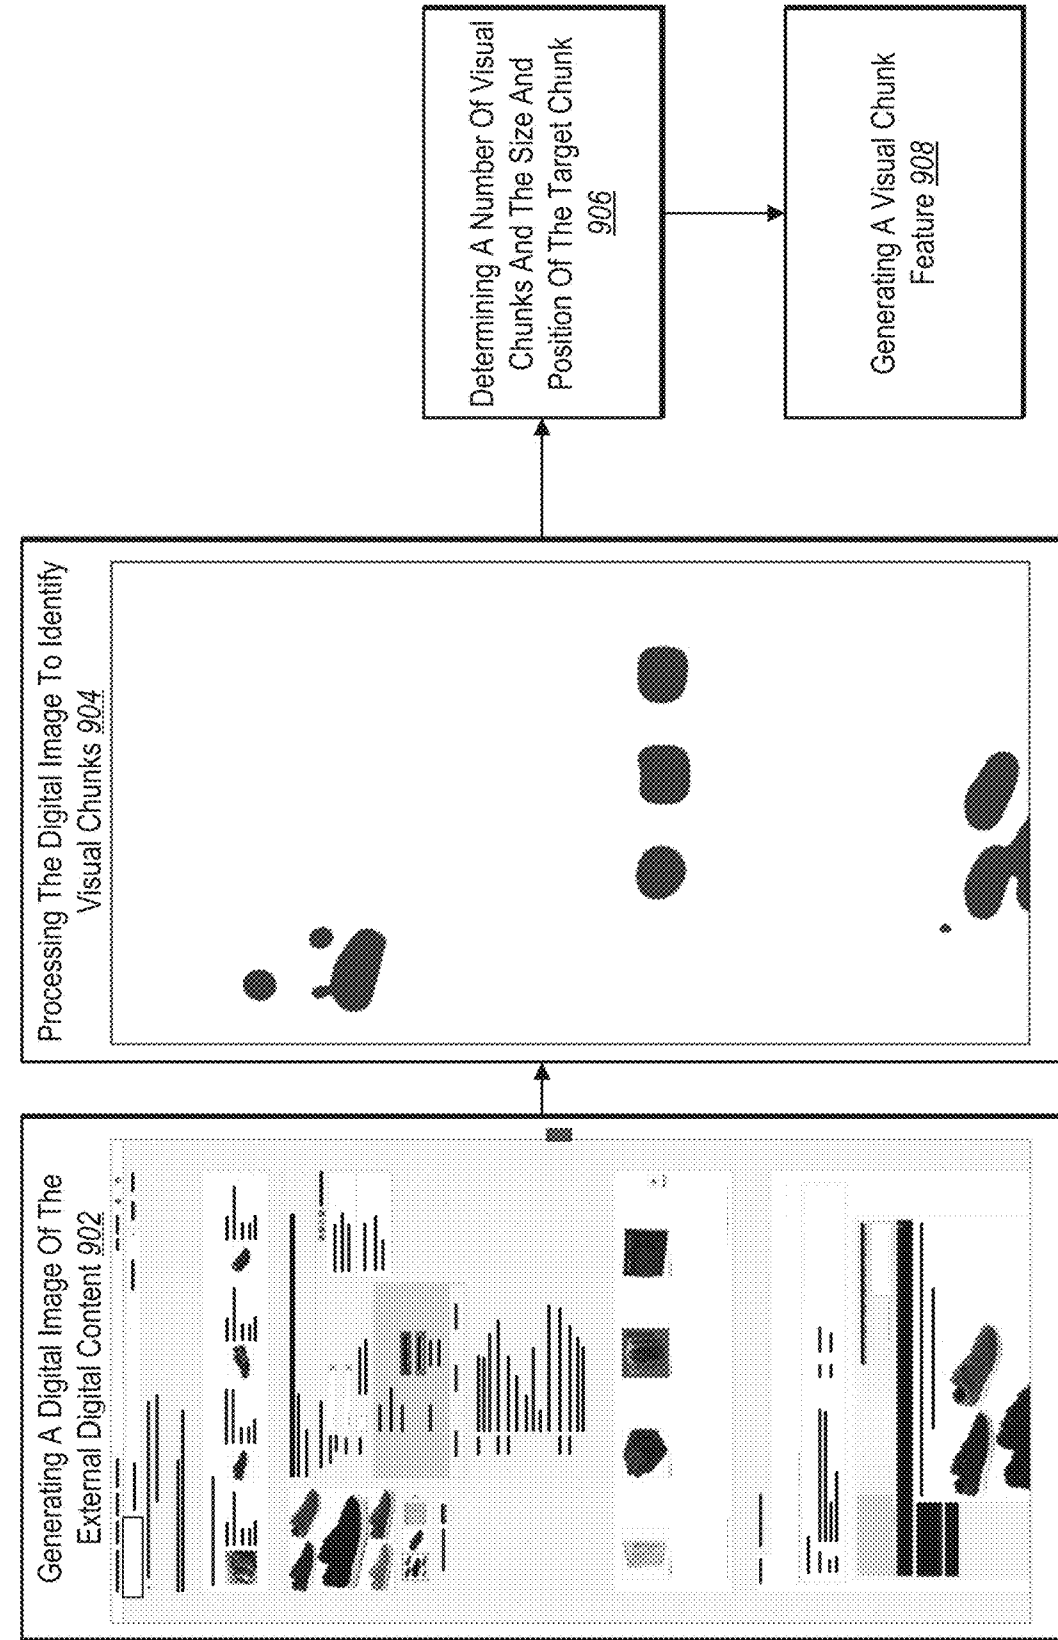 Generating A Digital Image Of The
External Digital Content 902
Processing The Digital Image To Identify
Visual Chunks 904
Determining A Number Of Visual
Chunks And The Size And
Position Of The Target Chunk
906
Generating A Visual Chunk
Feature 908